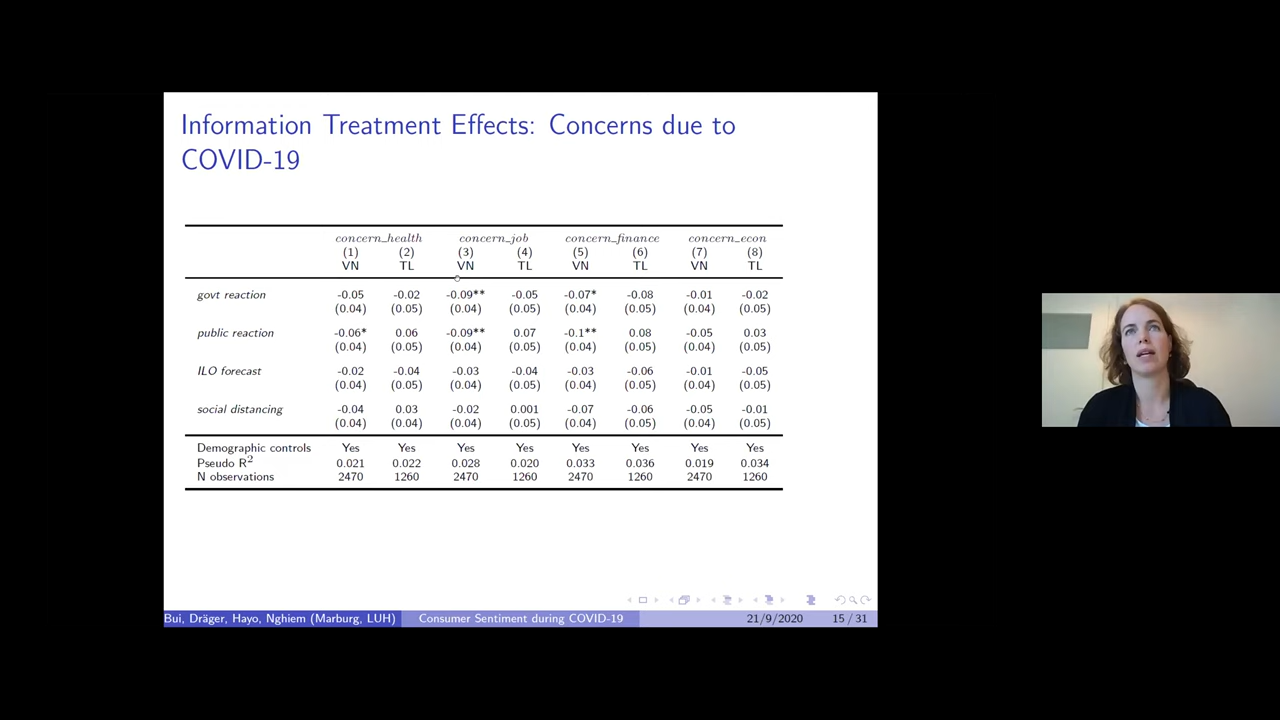 Information Treatment Effects: Concerns due to
COVID-19
concern_health concern_job concern_finance concern_econ
(1) (2) (3) (4) (5) (6) (7) (8)
VN TL VN TL VN TL VN TL
govt reaction -0.05 -0.02 -0.09** -0.05 -0.07* -0.08 -0.01 -0.02
(0.04) (0.05) (0.04) (0.05) (0.04) (0.05) (0.04) (0.05)
public reaction -0.06* 0.06 -0.09** 0.07 -0.1** 0.08 -0.05 0.03
(0.04) (0.05) (0.04) (0.05) (0.04) (0.05) (0.04) (0.05)
ILO forecast -0.02 -0.04 -0.03 -0.04 -0.03 -0.06 -0.01 -0.05
(0.04) (0.05) (0.04) (0.05) (0.04) (0.05) (0.04) (0.05)
social distancing -0.04 0.03 -0.02 0.001 -0.07 -0.06 -0.05 -0.01
(0.04) (0.05) (0.04) (0.05) (0.04) (0.05) (0.04) (0.05)
Demographic controls Yes Yes Yes Yes Yes Yes Yes Yes
Pseudo R² 0.021 0.022 0.028 0.020 0.033 0.036 0.019 0.034
N observations 2470 1260 2470 1260 2470 1260 2470 1260
Bui, Dräger, Hayo, Nghiem (Marburg, LUH) Consumer Sentiment during COVID-19 21/9/2020 15 / 31